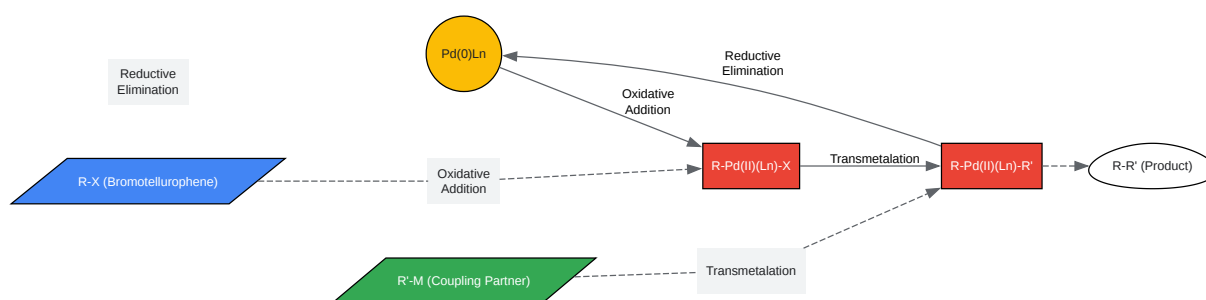 Pd(0)Ln
Reductive
Elimination
Reductive
Elimination
Oxidative
Addition
R-X (Bromotellurophene)
Oxidative
Addition
R-Pd(II)(Ln)-X
Transmetalation
R-Pd(II)(Ln)-R'
R-R' (Product)
R'-M (Coupling Partner)
Transmetalation